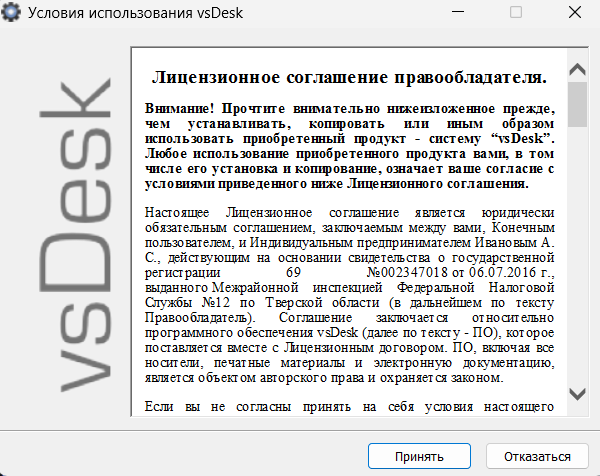 Условия использования vsDesk
vsDesk
Лицензионное соглашение правообладателя.
Внимание! Прочтите внимательно нижеизложенное прежде,
чем устанавливать, копировать или иным образом
использовать приобретенный продукт - систему “vsDesk”.
Любое использование приобретенного продукта вами, в том
числе его установка и копирование, означает ваше согласие с
условиями приведенного ниже Лицензионного соглашения.
Настоящее Лицензионное соглашение является юридически
обязательным соглашением, заключаемым между вами, Конечным
пользователем, и Индивидуальным предпринимателем Ивановым А.
С., действующим на основании свидетельства о государственной
регистрации 69 №002347018 от 06.07.2016 г.,
выданного Межрайонной инспекцией Федеральной Налоговой
Службы №12 по Тверской области (в дальнейшем по тексту
Правообладатель). Соглашение заключается относительно
программного обеспечения vsDesk (далее по тексту - ПО), которое
поставляется вместе с Лицензионным договором. ПО, включая все
носители, печатные материалы и электронную документацию,
является объектом авторского права и охраняется законом.
Если вы не согласны принять на себя условия настоящего
Принять
Отказаться